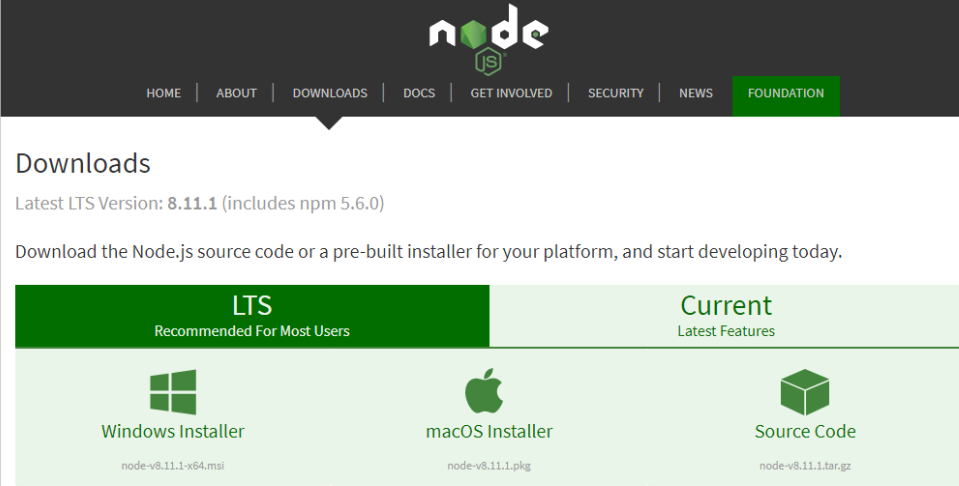 node
JS
HOME ABOUT DOWNLOADS DOCS GET INVOLVED SECURITY NEWS FOUNDATION
Downloads
Latest LTS Version: 8.11.1 (includes npm 5.6.0)
Download the Node.js source code or a pre-built installer for your platform, and start developing today.
LTS
Recommended For Most Users
Current
Latest Features
Windows Installer
node-v8.11.1-x64.msi
macOS Installer
node-v8.11.1.pkg
Source Code
node-v8.11.1.tar.gz